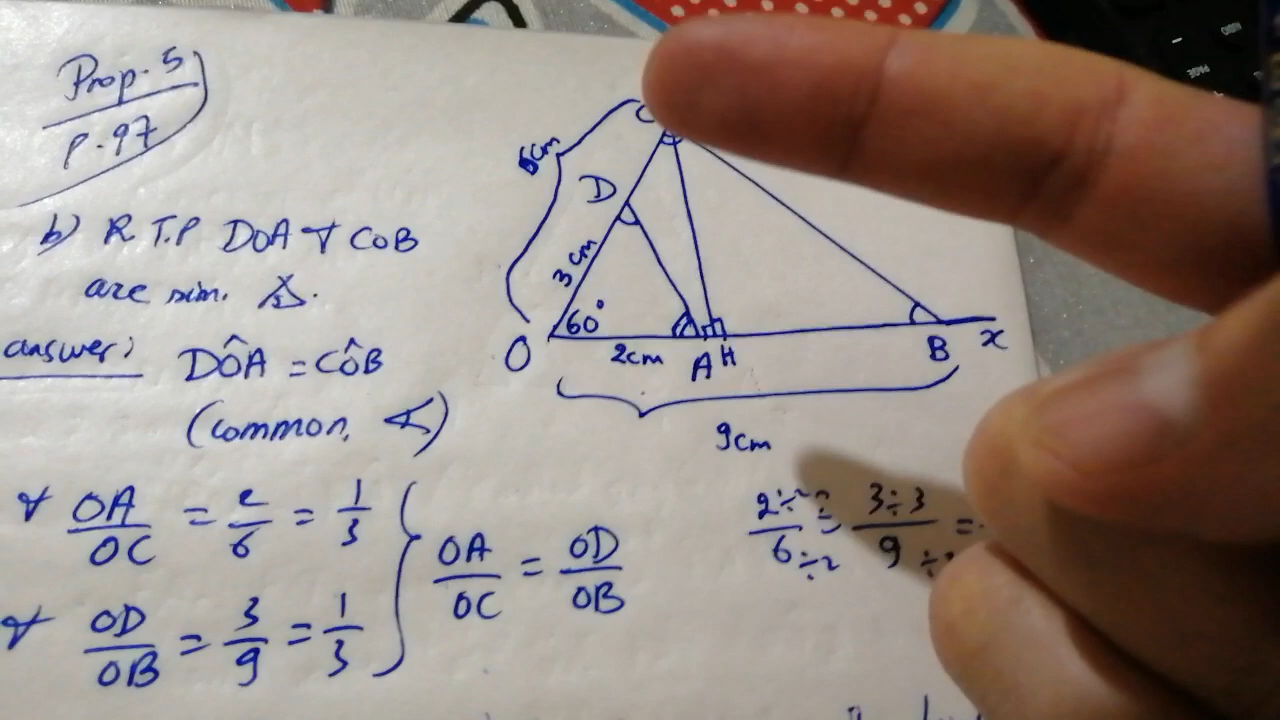 Prop. 5
P. 97
b) R.T.P DOA & COB
are sim. Δs.
answer: DÔA = CÔB
(common ∢)
& OA/OC = 2/6 = 1/3
& OD/OB = 3/9 = 1/3
OA/OC = OD/OB
C
6cm
D
3cm
60°
O
2cm
A H
B
x
9cm
2÷2/6÷2 = 3÷3/9÷ =